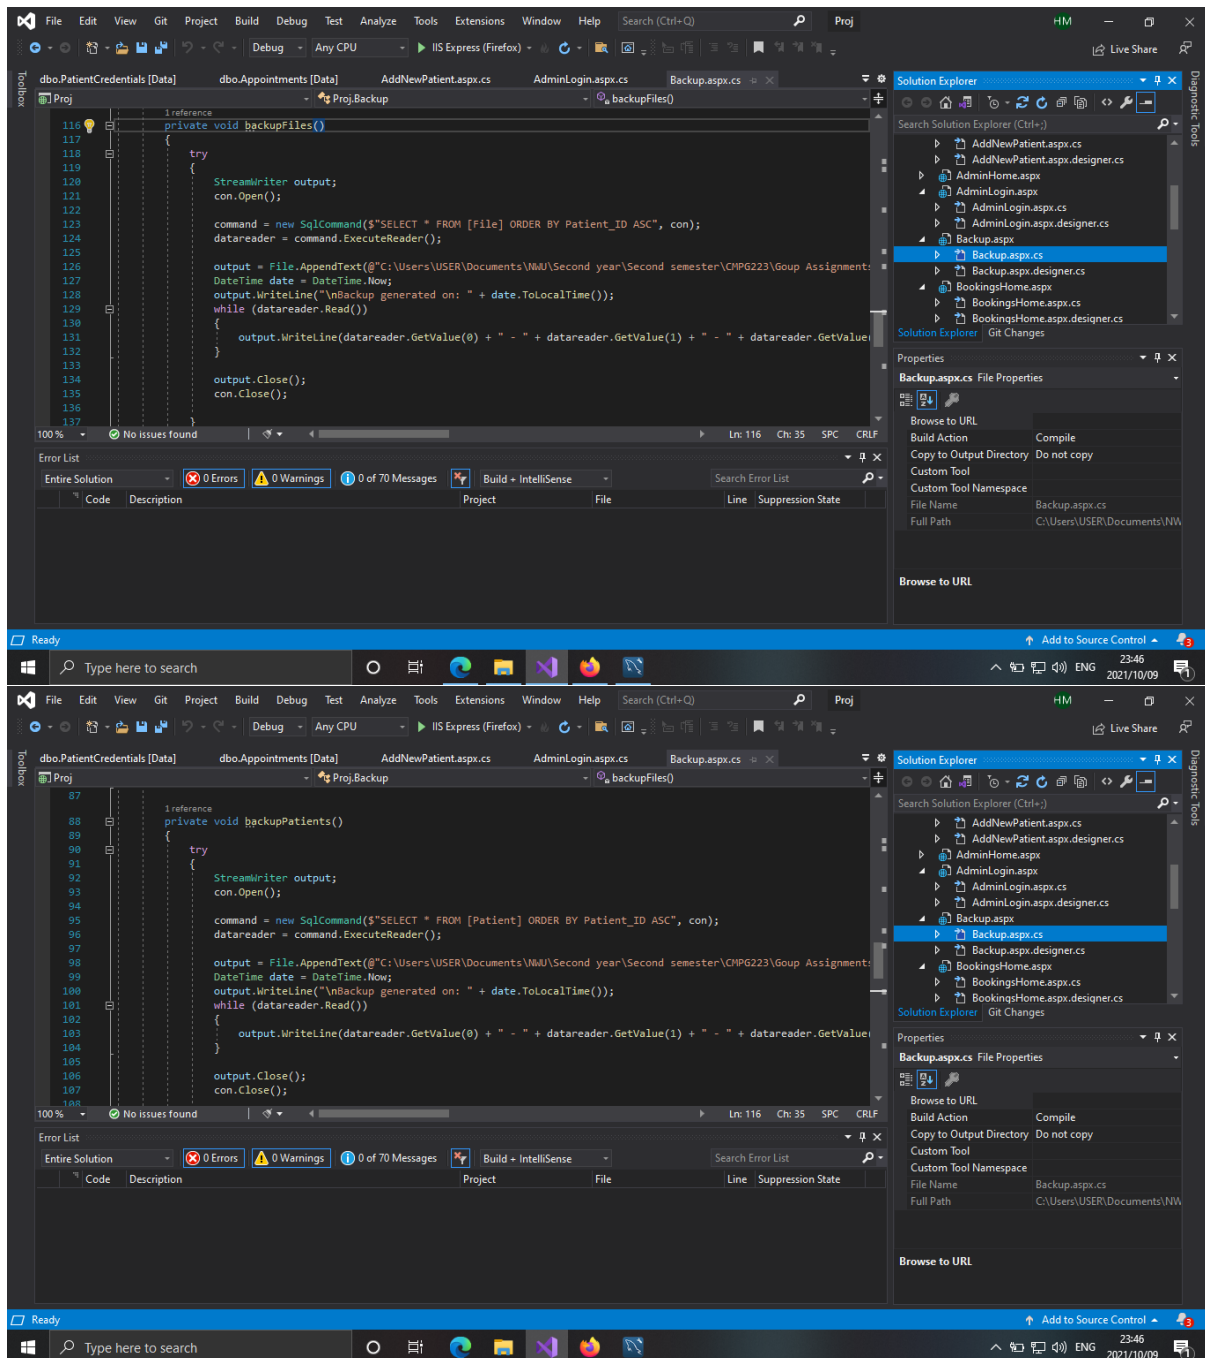 File Edit View Git Project Build Debug Test Analyze Tools Extensions Window Help Search (Ctrl+Q) Proj HM
Debug Any CPU IIS Express (Firefox) Live Share
Toolbox
dbo.PatientCredentials [Data] dbo.Appointments [Data] AddNewPatient.aspx.cs AdminLogin.aspx.cs Backup.aspx.cs
Proj Proj.Backup backupFiles()
1 reference
116 private void backupFiles()
117 {
118 try
119 {
120 StreamWriter output;
121 con.Open();
122
123 command = new SqlCommand($"SELECT * FROM [File] ORDER BY Patient_ID ASC", con);
124 datareader = command.ExecuteReader();
125
126 output = File.AppendText(@"C:\Users\USER\Documents\NWU\Second year\Second semester\CMPG223\Goup Assignment
127 DateTime date = DateTime.Now;
128 output.WriteLine("\nBackup generated on: " + date.ToLocalTime());
129 while (datareader.Read())
130 {
131 output.WriteLine(datareader.GetValue(0) + " - " + datareader.GetValue(1) + " - " + datareader.GetValue
132 }
133
134 output.Close();
135 con.Close();
136
137 }
100 % No issues found Ln: 116 Ch: 35 SPC CRLF
Error List
Entire Solution 0 Errors 0 Warnings 0 of 70 Messages Build + IntelliSense Search Error List
Code Description Project File Line Suppression State
Solution Explorer
Search Solution Explorer (Ctrl+;)
AddNewPatient.aspx.cs
AddNewPatient.aspx.designer.cs
AdminHome.aspx
AdminLogin.aspx
AdminLogin.aspx.cs
AdminLogin.aspx.designer.cs
Backup.aspx
Backup.aspx.cs
Backup.aspx.designer.cs
BookingsHome.aspx
BookingsHome.aspx.cs
BookingsHome.aspx.designer.cs
Solution Explorer Git Changes
Properties
Backup.aspx.cs File Properties
Browse to URL
Build Action Compile
Copy to Output Directory Do not copy
Custom Tool
Custom Tool Namespace
File Name Backup.aspx.cs
Full Path C:\Users\USER\Documents\NW
Browse to URL
Diagnostic Tools
Ready Add to Source Control 3
Type here to search ENG 23:46
2021/10/09 1
File Edit View Git Project Build Debug Test Analyze Tools Extensions Window Help Search (Ctrl+Q) Proj HM
Debug Any CPU IIS Express (Firefox) Live Share
Toolbox
dbo.PatientCredentials [Data] dbo.Appointments [Data] AddNewPatient.aspx.cs AdminLogin.aspx.cs Backup.aspx.cs
Proj Proj.Backup backupFiles()
87
1 reference
88 private void backupPatients()
89 {
90 try
91 {
92 StreamWriter output;
93 con.Open();
94
95 command = new SqlCommand($"SELECT * FROM [Patient] ORDER BY Patient_ID ASC", con);
96 datareader = command.ExecuteReader();
97
98 output = File.AppendText(@"C:\Users\USER\Documents\NWU\Second year\Second semester\CMPG223\Goup Assignment
99 DateTime date = DateTime.Now;
100 output.WriteLine("\nBackup generated on: " + date.ToLocalTime());
101 while (datareader.Read())
102 {
103 output.WriteLine(datareader.GetValue(0) + " - " + datareader.GetValue(1) + " - " + datareader.GetValue
104 }
105
106 output.Close();
107 con.Close();
108
100 % No issues found Ln: 116 Ch: 35 SPC CRLF
Error List
Entire Solution 0 Errors 0 Warnings 0 of 70 Messages Build + IntelliSense Search Error List
Code Description Project File Line Suppression State
Solution Explorer
Search Solution Explorer (Ctrl+;)
AddNewPatient.aspx.cs
AddNewPatient.aspx.designer.cs
AdminHome.aspx
AdminLogin.aspx
AdminLogin.aspx.cs
AdminLogin.aspx.designer.cs
Backup.aspx
Backup.aspx.cs
Backup.aspx.designer.cs
BookingsHome.aspx
BookingsHome.aspx.cs
BookingsHome.aspx.designer.cs
Solution Explorer Git Changes
Properties
Backup.aspx.cs File Properties
Browse to URL
Build Action Compile
Copy to Output Directory Do not copy
Custom Tool
Custom Tool Namespace
File Name Backup.aspx.cs
Full Path C:\Users\USER\Documents\NW
Browse to URL
Diagnostic Tools
Ready Add to Source Control 3
Type here to search ENG 23:46
2021/10/09 1